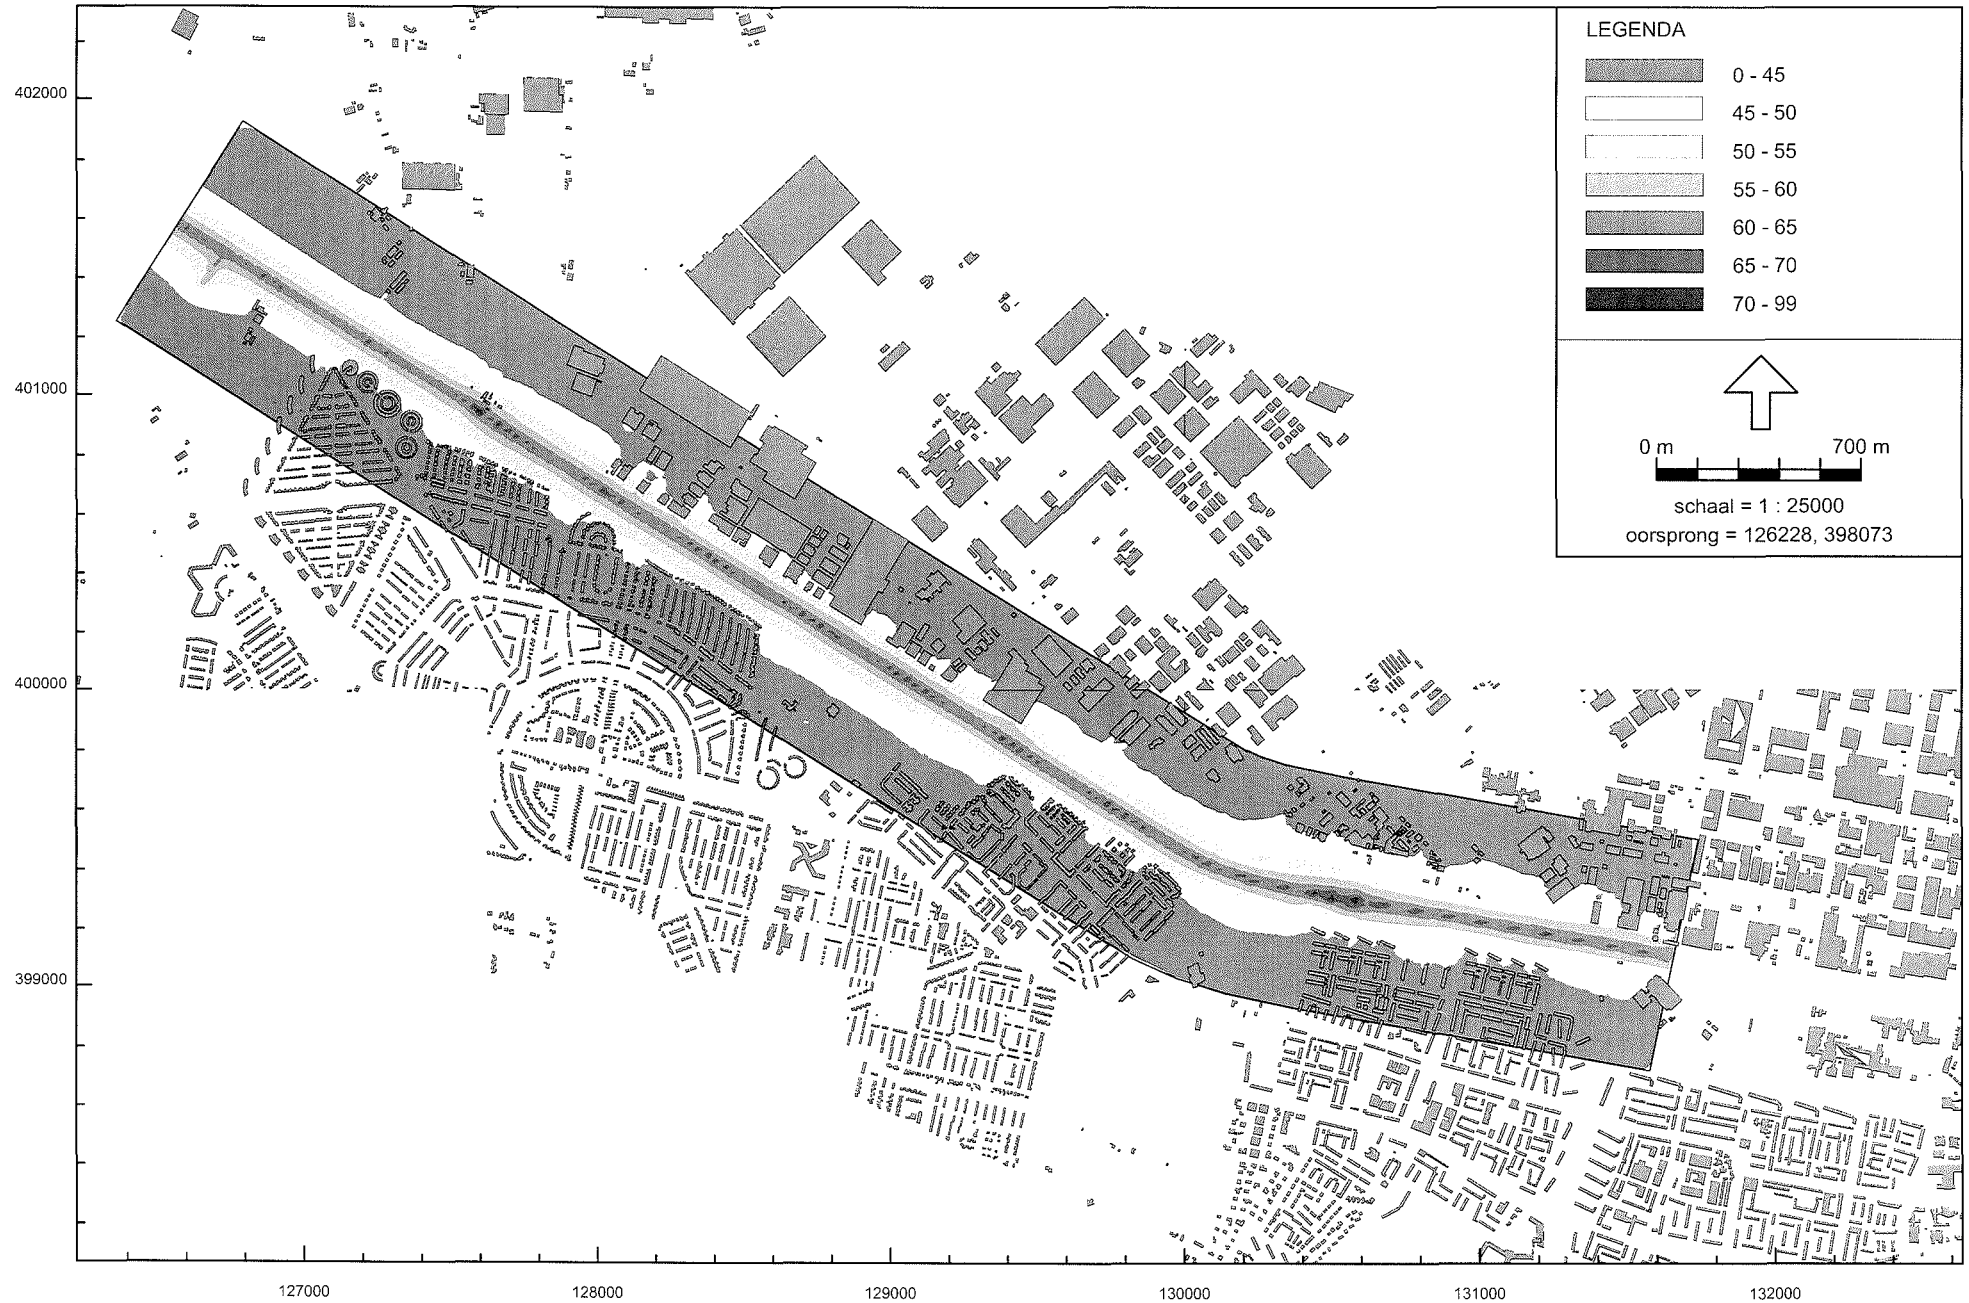 LEGENDA
0 - 45
45 - 50
50 - 55
55 - 60
60 - 65
65 - 70
70 - 99
0 m 700 m
schaal = 1 : 25000
oorsprong = 126228, 398073
402000
401000
400000
399000
127000 128000 129000 130000 131000 132000